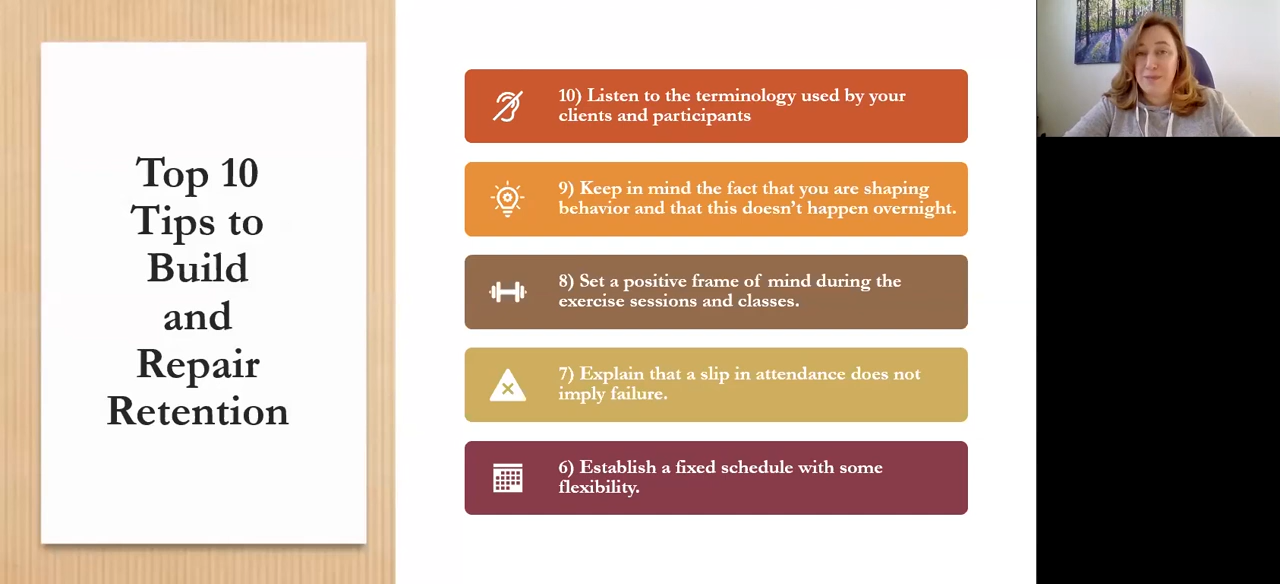 Top 10
Tips to
Build
and
Repair
Retention
10) Listen to the terminology used by your
clients and participants
9) Keep in mind the fact that you are shaping
behavior and that this doesn’t happen overnight.
8) Set a positive frame of mind during the
exercise sessions and classes.
7) Explain that a slip in attendance does not
imply failure.
6) Establish a fixed schedule with some
flexibility.